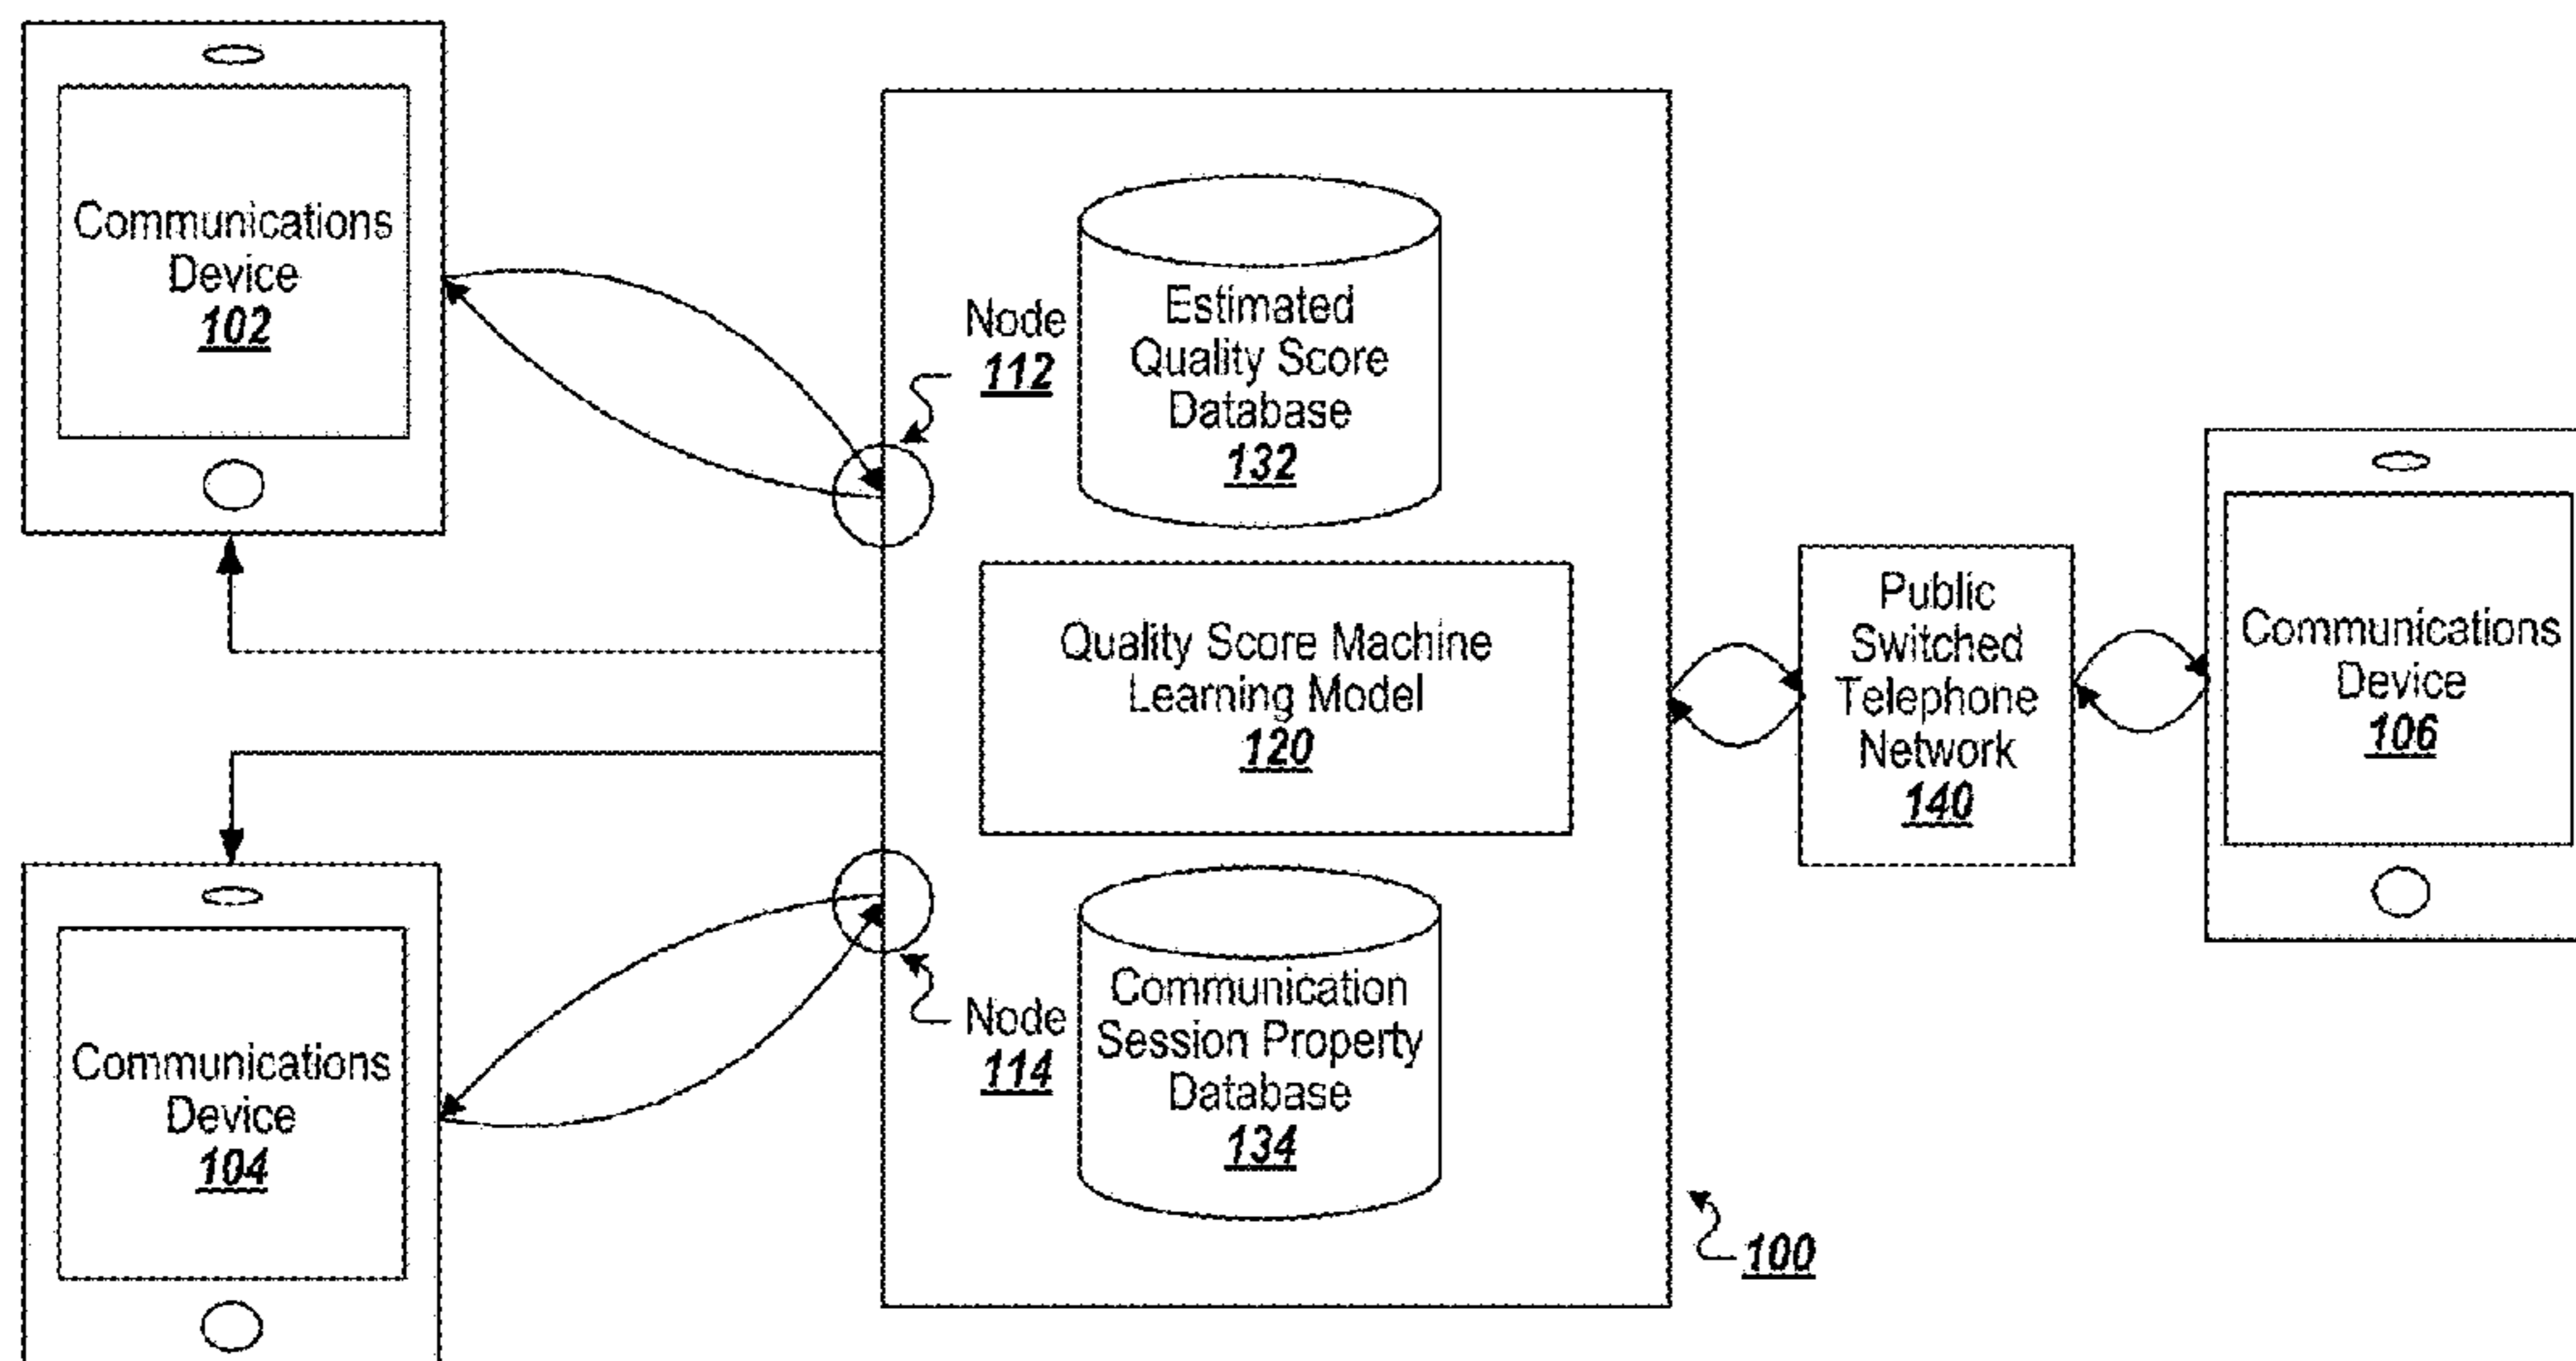 Communications
Device
102
Node
112
Estimated
Quality Score
Database
132
Quality Score Machine
Learning Model
120
Public
Switched
Telephone
Network
140
Communications
Device
106
Communications
Device
104
Node
114
Communication
Session Property
Database
134
100